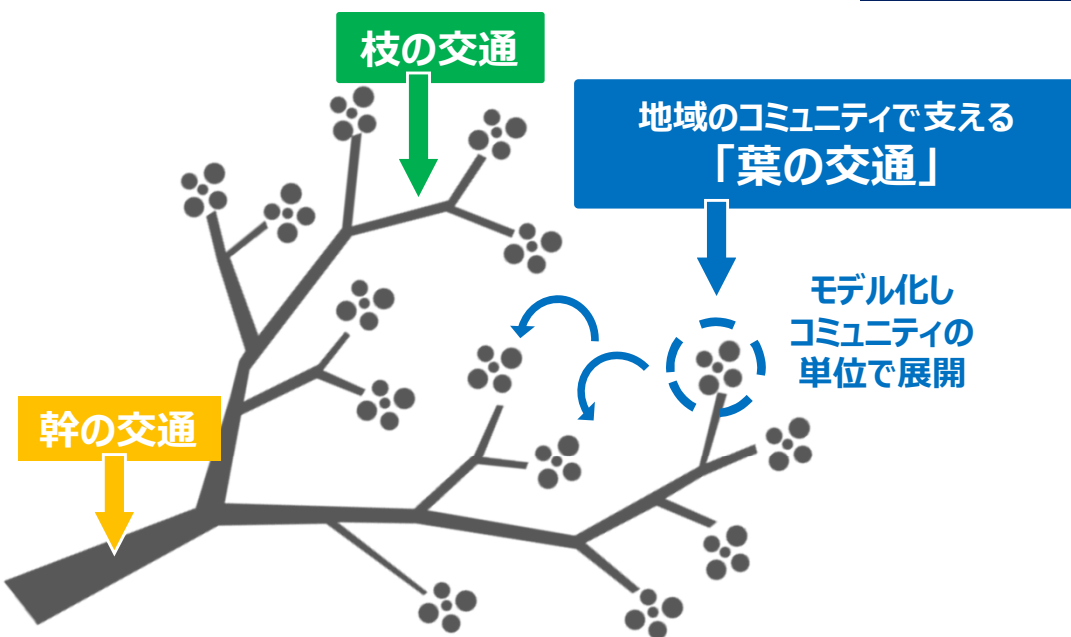 枝の交通
地域のコミュニティで支える
「葉の交通」
モデル化し
コミュニティの
単位で展開
幹の交通